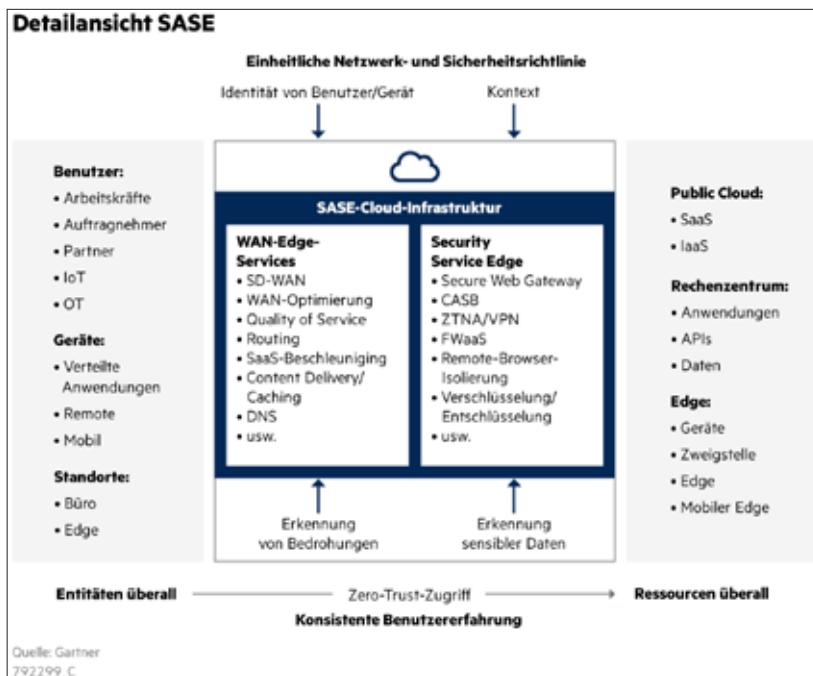 Detailansicht SASE
Einheitliche Netzwerk- und Sicherheitsrichtlinie
Identität von Benutzer/Gerät
Kontext
Benutzer:
• Arbeitskräfte
• Auftragnehmer
• Partner
• IoT
• OT
Geräte:
• Verteilte
Anwendungen
• Remote
• Mobil
Standorte:
• Büro
• Edge
SASE-Cloud-Infrastruktur
WAN-Edge-
Services
• SD-WAN
• WAN-Optimierung
• Quality of Service
• Routing
• SaaS-Beschleuniging
• Content Delivery/
Caching
• DNS
• usw.
Security
Service Edge
• Secure Web Gateway
• CASB
• ZTNA/VPN
• FWaaS
• Remote-Browser-
Isolierung
• Verschlüsselung/
Entschlüsselung
• usw.
Erkennung
von Bedrohungen
Erkennung
sensibler Daten
Public Cloud:
• SaaS
• IaaS
Rechenzentrum:
• Anwendungen
• APIs
• Daten
Edge:
• Geräte
• Zweigstelle
• Edge
• Mobiler Edge
Entitäten überall
Zero-Trust-Zugriff
Ressourcen überall
Konsistente Benutzererfahrung
Quelle: Gartner
792299_C